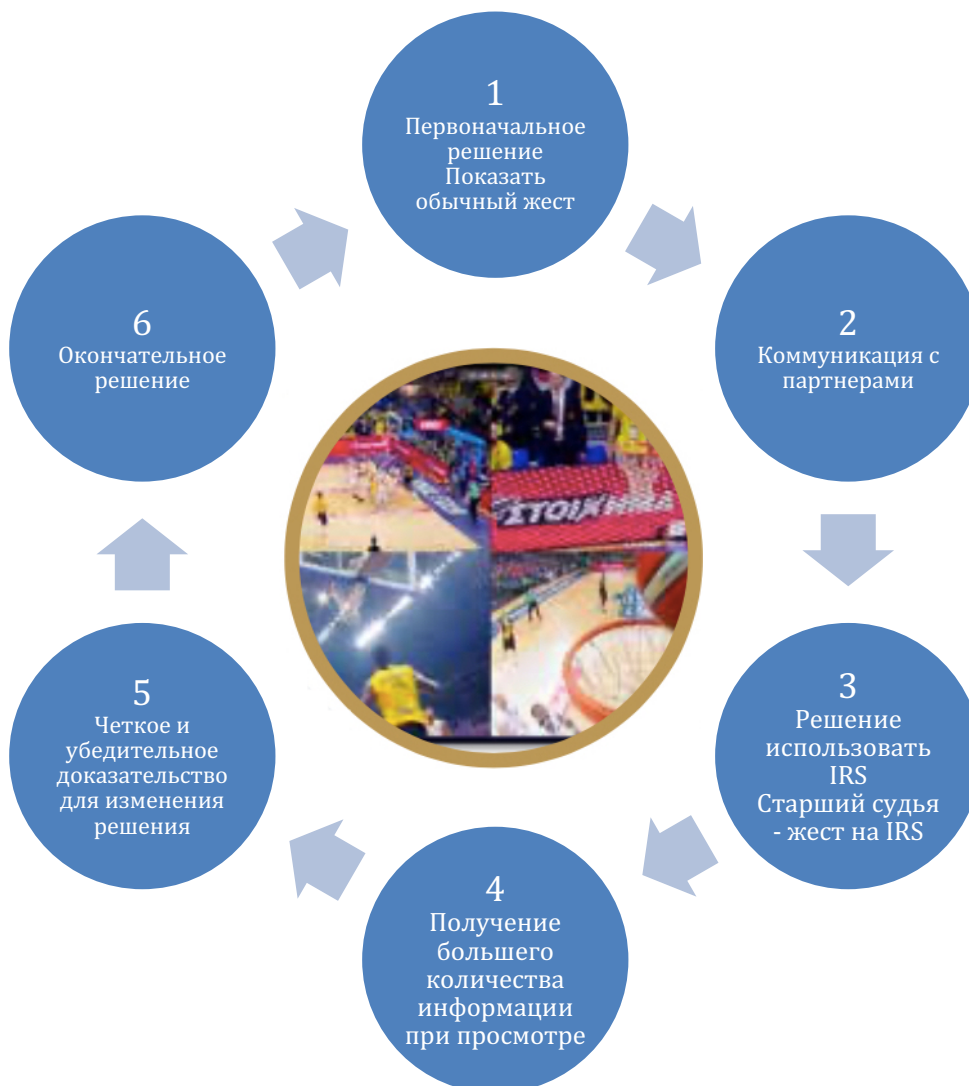 1
Первоначальное
решение
Показать
обычный жест
2
Коммуникация с
партнерами
3
Решение
использовать
IRS
Старший судья
- жест на IRS
4
Получение
большего
количества
информации
при просмотре
5
Четкое и
убедительное
доказательство
для изменения
решения
6
Окончательное
решение
ΣΤΟΙΧΗΜΑ